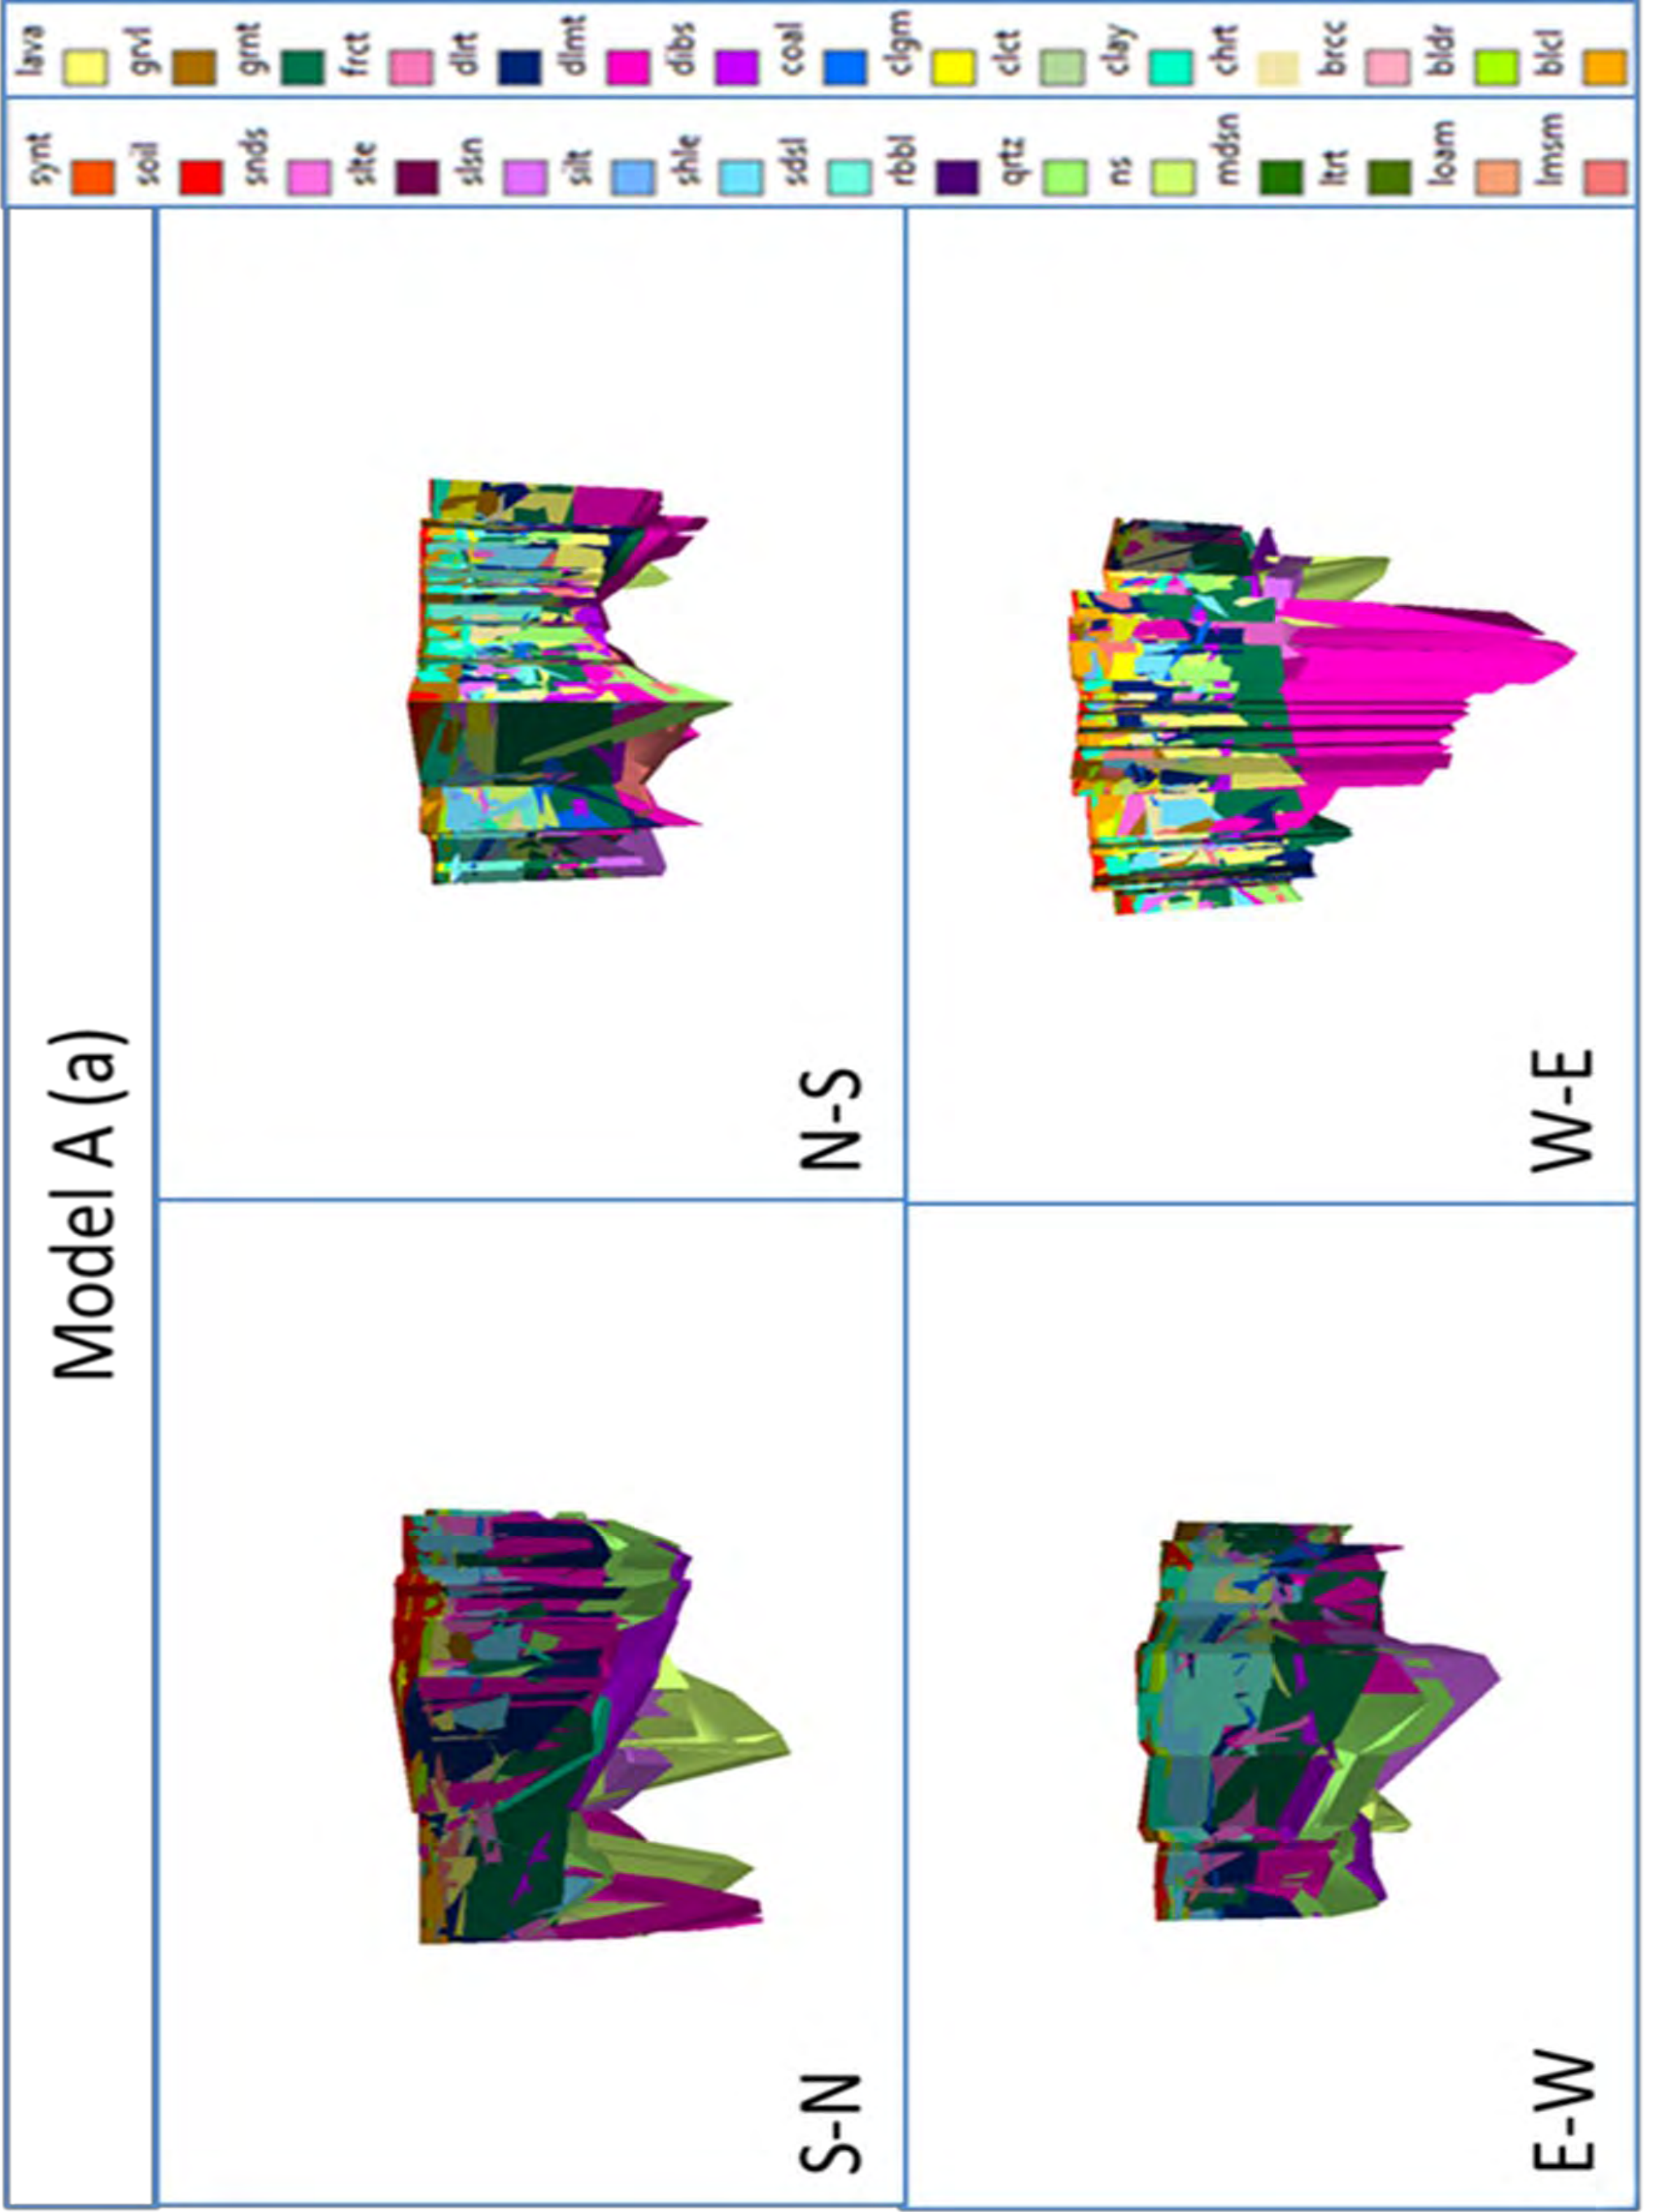 Model A (a)
S-N
N-S
E-W
W-E
synt
soil
snds
slte
slsn
silt
shle
sdsl
rbbl
qrtz
ns
mdsn
ltrt
loam
lmsm
lava
grvl
grnt
frct
dlrt
dlmt
dibs
coal
clgm
clct
clay
chrt
brcc
bldr
blcl